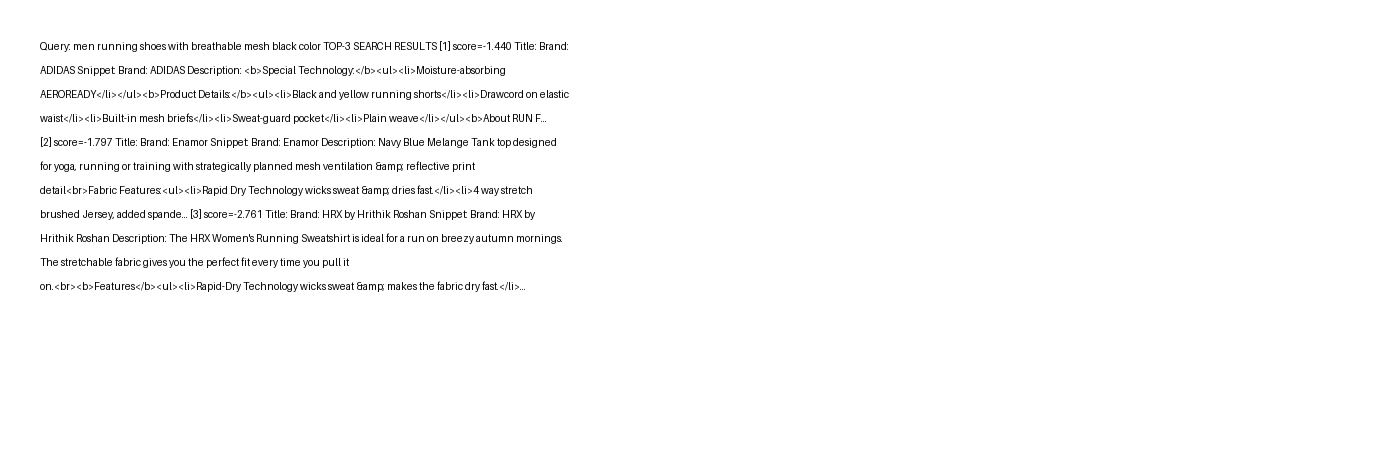 Query: men running shoes with breathable mesh black color TOP-3 SEARCH RESULTS [1] score=-1.440 Title: Brand:
ADIDAS Snippet: Brand: ADIDAS Description: <b>Special Technology:</b><ul><li>Moisture-absorbing
AEROREADY</li></ul><b>Product Details:</b><ul><li>Black and yellow running shorts</li><li>Drawcord on elastic
waist</li><li>Built-in mesh briefs</li><li>Sweat-guard pocket</li><li>Plain weave</li></ul><b>About RUN F...
[2] score=-1.797 Title: Brand: Enamor Snippet: Brand: Enamor Description: Navy Blue Melange Tank top designed
for yoga, running or training with strategically planned mesh ventilation &amp; reflective print
detail<br>Fabric Features:<ul><li>Rapid Dry Technology wicks sweat &amp; dries fast.</li><li>4 way stretch
brushed Jersey, added spande... [3] score=-2.761 Title: Brand: HRX by Hrithik Roshan Snippet: Brand: HRX by
Hrithik Roshan Description: The HRX Women's Running Sweatshirt is ideal for a run on breezy autumn mornings.
The stretchable fabric gives you the perfect fit every time you pull it
on.<br><b>Features</b><ul><li>Rapid-Dry Technology wicks sweat &amp; makes the fabric dry fast.</li>...